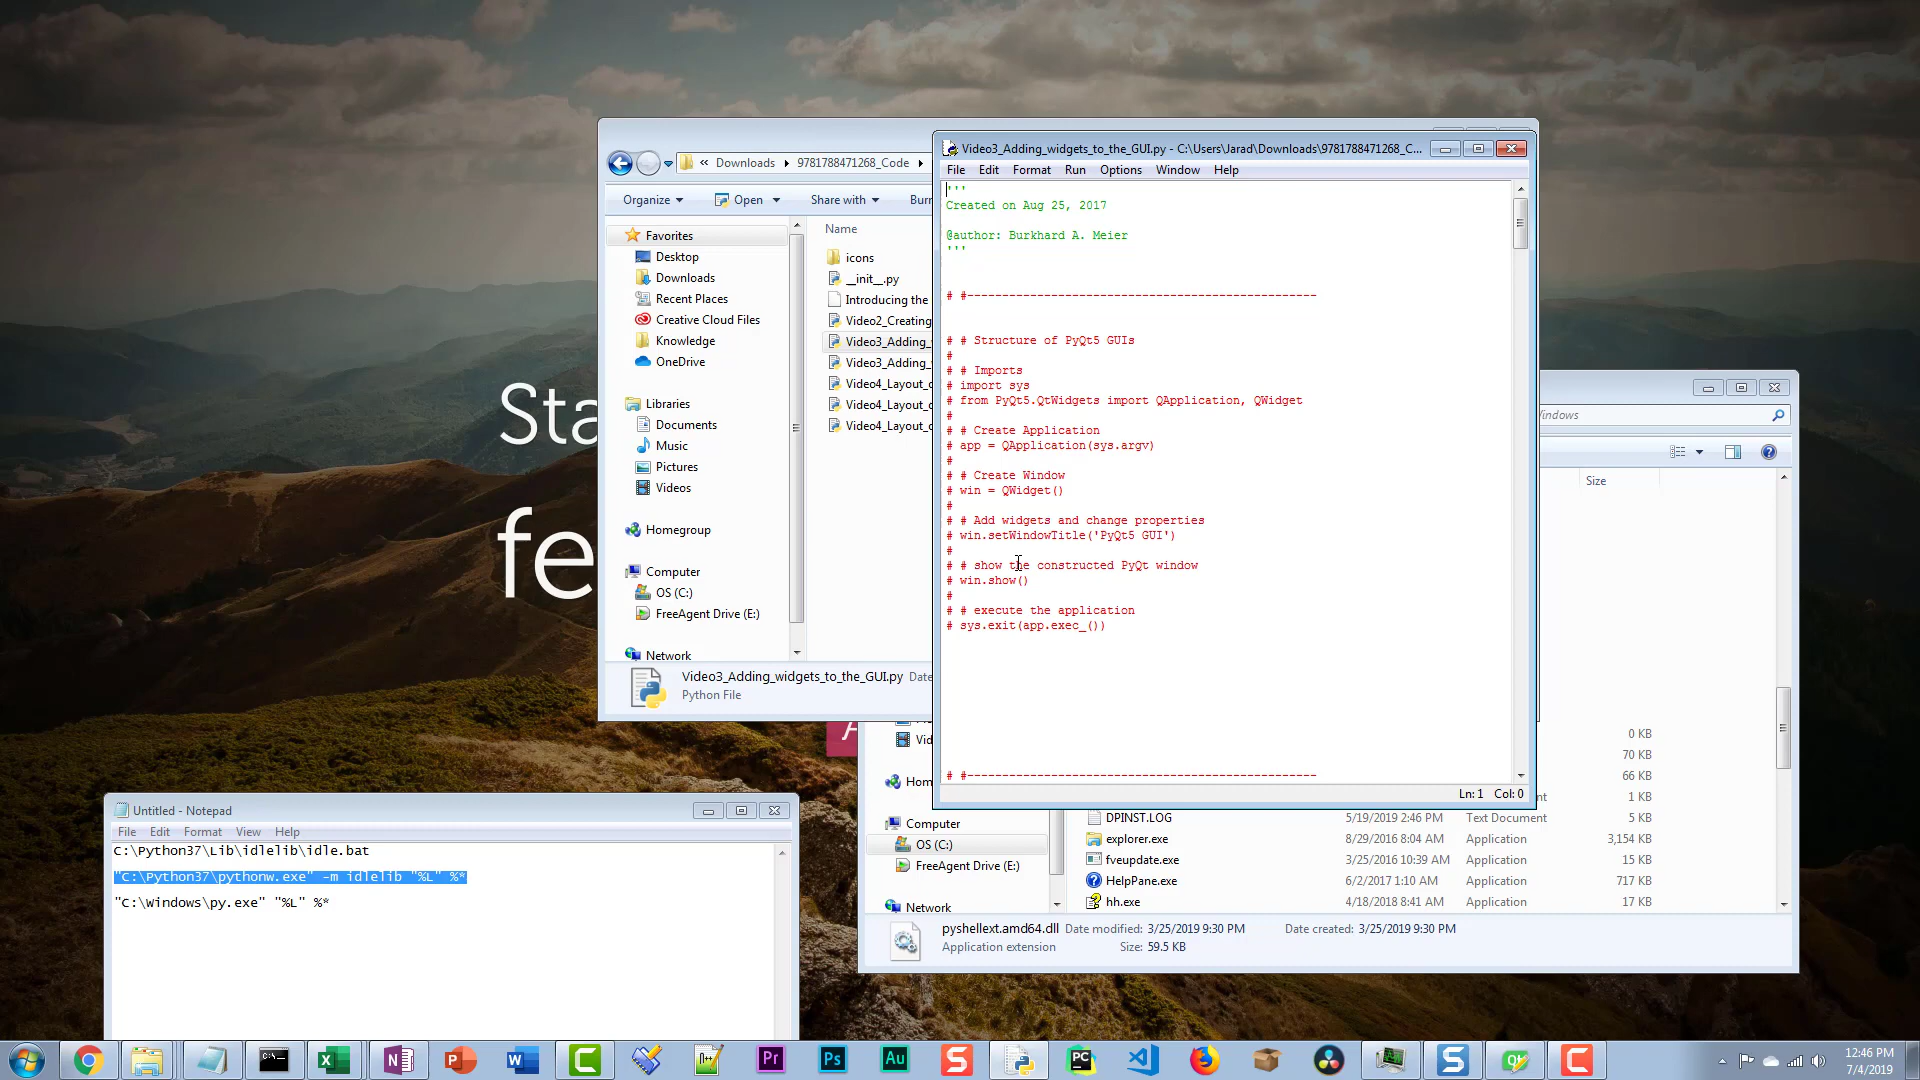 Sta
fe
« Downloads › 9781788471268_Code ›
Organize
Open
Share with
Burr
Favorites
Desktop
Downloads
Recent Places
Creative Cloud Files
Knowledge
OneDrive
Libraries
Documents
Music
Pictures
Videos
Homegroup
Computer
OS (C:)
FreeAgent Drive (E:)
Network
Name
icons
__init__.py
Introducing the
Video2_Creating
Video3_Adding_
Video3_Adding_
Video4_Layout_c
Video4_Layout_c
Video4_Layout_c
Video3_Adding_widgets_to_the_GUI.py Date
Python File
Video3_Adding_widgets_to_the_GUI.py - C:\Users\Jarad\Downloads\9781788471268_C...
File Edit Format Run Options Window Help
'''
Created on Aug 25, 2017
@author: Burkhard A. Meier
'''
# #--------------------------------------------------
# # Structure of PyQt5 GUIs
#
# # Imports
# import sys
# from PyQt5.QtWidgets import QApplication, QWidget
#
# # Create Application
# app = QApplication(sys.argv)
#
# # Create Window
# win = QWidget()
#
# # Add widgets and change properties
# win.setWindowTitle('PyQt5 GUI')
#
# # show the constructed PyQt window
# win.show()
#
# # execute the application
# sys.exit(app.exec_())
# #--------------------------------------------------
Ln: 1 Col: 0
indows
Size
0 KB
70 KB
66 KB
nt 1 KB
DPINST.LOG 5/19/2019 2:46 PM Text Document 5 KB
explorer.exe 8/29/2016 8:04 AM Application 3,154 KB
fveupdate.exe 3/25/2016 10:39 AM Application 15 KB
HelpPane.exe 6/2/2017 1:10 AM Application 717 KB
hh.exe 4/18/2018 8:41 AM Application 17 KB
Vid
Hom
Computer
OS (C:)
FreeAgent Drive (E:)
Network
pyshellext.amd64.dll Date modified: 3/25/2019 9:30 PM Date created: 3/25/2019 9:30 PM
Application extension Size: 59.5 KB
Untitled - Notepad
File Edit Format View Help
C:\Python37\Lib\idlelib\idle.bat
"C:\Python37\pythonw.exe" -m idlelib "%L" %*
"C:\Windows\py.exe" "%L" %*
12:46 PM
7/4/2019